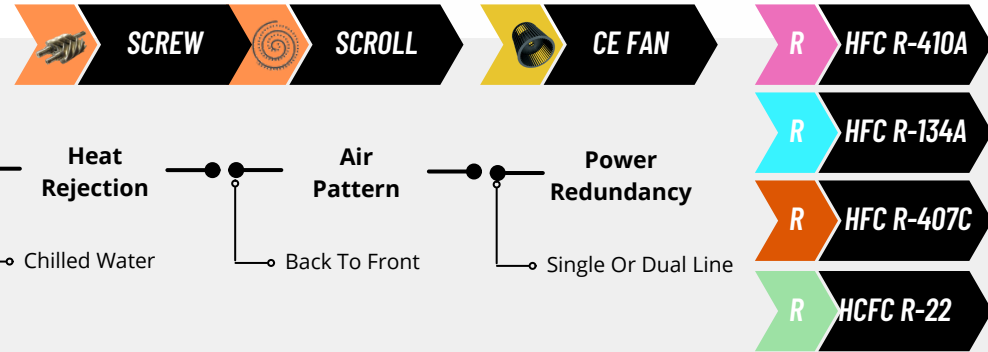 SCREW
SCROLL
CE FAN
R HFC R-410A
R HFC R-134A
R HFC R-407C
R HCFC R-22
Heat
Rejection
Chilled Water
Air
Pattern
Back To Front
Power
Redundancy
Single Or Dual Line